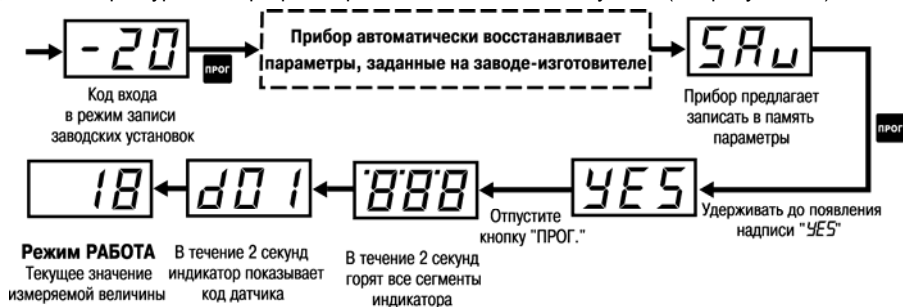 -20
ПРОГ
Прибор автоматически восстанавливает
параметры, заданные на заводе-изготовителе
SAu
Код входа
в режим записи
заводских установок
Прибор предлагает
записать в память
параметры
ПРОГ
18
d01
888
YES
Отпустите
кнопку "ПРОГ."
Удерживать до появления
надписи "YES"
Режим РАБОТА
Текущее значение
измеряемой величины
В течение 2 секунд
индикатор показывает
код датчика
В течение 2 секунд
горят все сегменты
индикатора